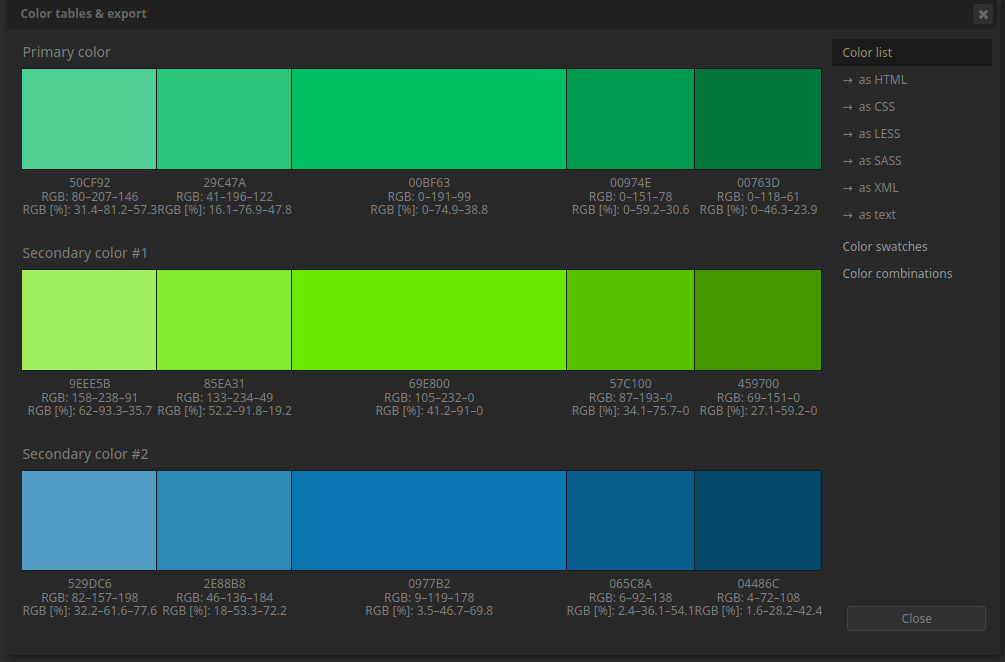 Color tables & export
Primary color
50CF92
RGB: 80–207–146
RGB [%]: 31.4–81.2–57.3
29C47A
RGB: 41–196–122
RGB [%]: 16.1–76.9–47.8
00BF63
RGB: 0–191–99
RGB [%]: 0–74.9–38.8
00974E
RGB: 0–151–78
RGB [%]: 0–59.2–30.6
00763D
RGB: 0–118–61
RGB [%]: 0–46.3–23.9
Secondary color #1
9EEE5B
RGB: 158–238–91
RGB [%]: 62–93.3–35.7
85EA31
RGB: 133–234–49
RGB [%]: 52.2–91.8–19.2
69E800
RGB: 105–232–0
RGB [%]: 41.2–91–0
57C100
RGB: 87–193–0
RGB [%]: 34.1–75.7–0
459700
RGB: 69–151–0
RGB [%]: 27.1–59.2–0
Secondary color #2
529DC6
RGB: 82–157–198
RGB [%]: 32.2–61.6–77.6
2E88B8
RGB: 46–136–184
RGB [%]: 18–53.3–72.2
0977B2
RGB: 9–119–178
RGB [%]: 3.5–46.7–69.8
065C8A
RGB: 6–92–138
RGB [%]: 2.4–36.1–54.1
04486C
RGB: 4–72–108
RGB [%]: 1.6–28.2–42.4
Color list
→ as HTML
→ as CSS
→ as LESS
→ as SASS
→ as XML
→ as text
Color swatches
Color combinations
Close